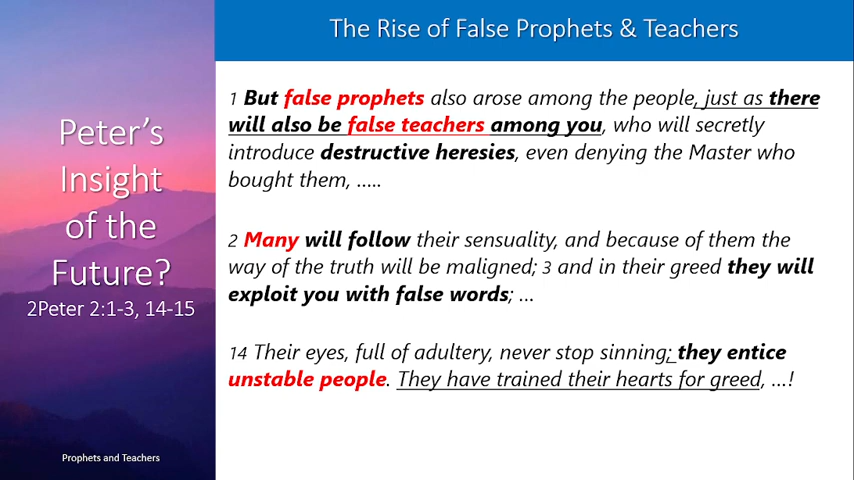 The Rise of False Prophets & Teachers
Peter's
Insight
of the
Future?
2Peter 2:1-3, 14-15
1 But false prophets also arose among the people, just as there
will also be false teachers among you, who will secretly
introduce destructive heresies, even denying the Master who
bought them, .....
2 Many will follow their sensuality, and because of them the
way of the truth will be maligned; 3 and in their greed they will
exploit you with false words; ...
14 Their eyes, full of adultery, never stop sinning; they entice
unstable people. They have trained their hearts for greed, ...!
Prophets and Teachers